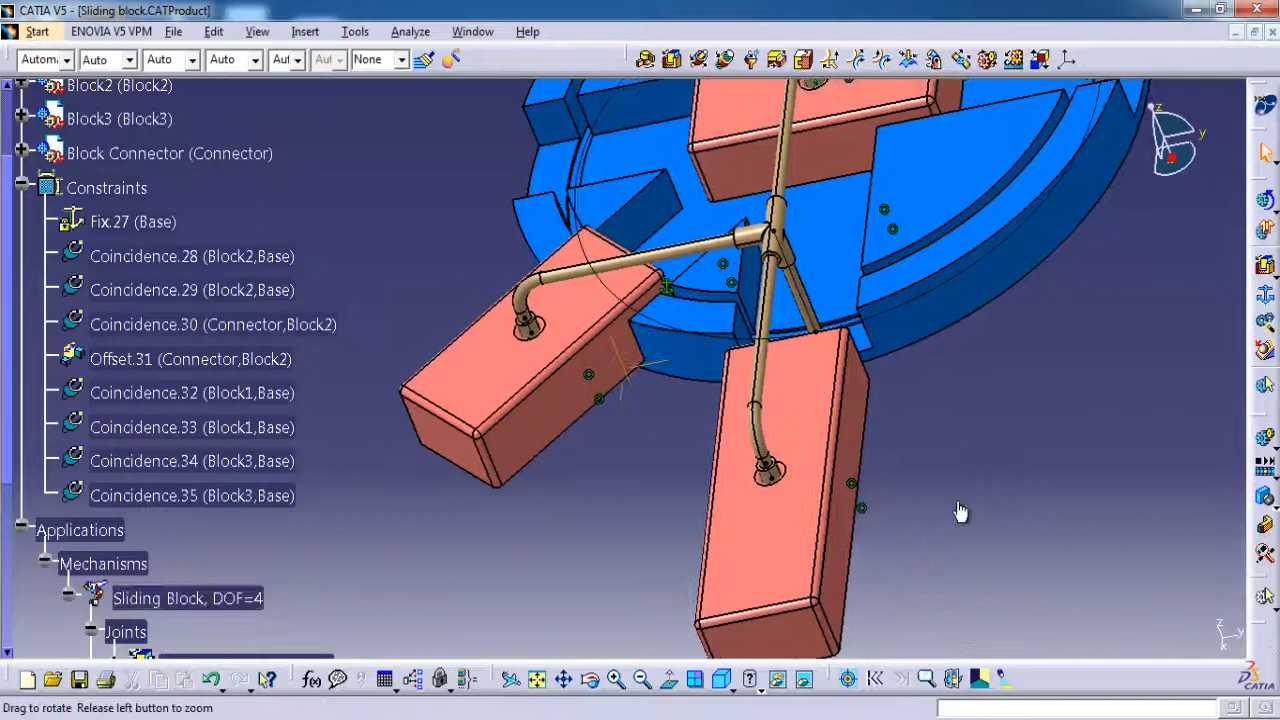 CATIA V5 - [Sliding block.CATProduct]
Start ENOVIA V5 VPM File Edit View Insert Tools Analyze Window Help
Automa Auto Auto Auto Aut Aut None
Block2 (Block2)
Block3 (Block3)
Block Connector (Connector)
Constraints
Fix.27 (Base)
Coincidence.28 (Block2,Base)
Coincidence.29 (Block2,Base)
Coincidence.30 (Connector,Block2)
Offset.31 (Connector,Block2)
Coincidence.32 (Block1,Base)
Coincidence.33 (Block1,Base)
Coincidence.34 (Block3,Base)
Coincidence.35 (Block3,Base)
Applications
Mechanisms
Sliding Block, DOF=4
Joints
z
y
z
y
x
f(x)
CATIA
Drag to rotate Release left button to zoom